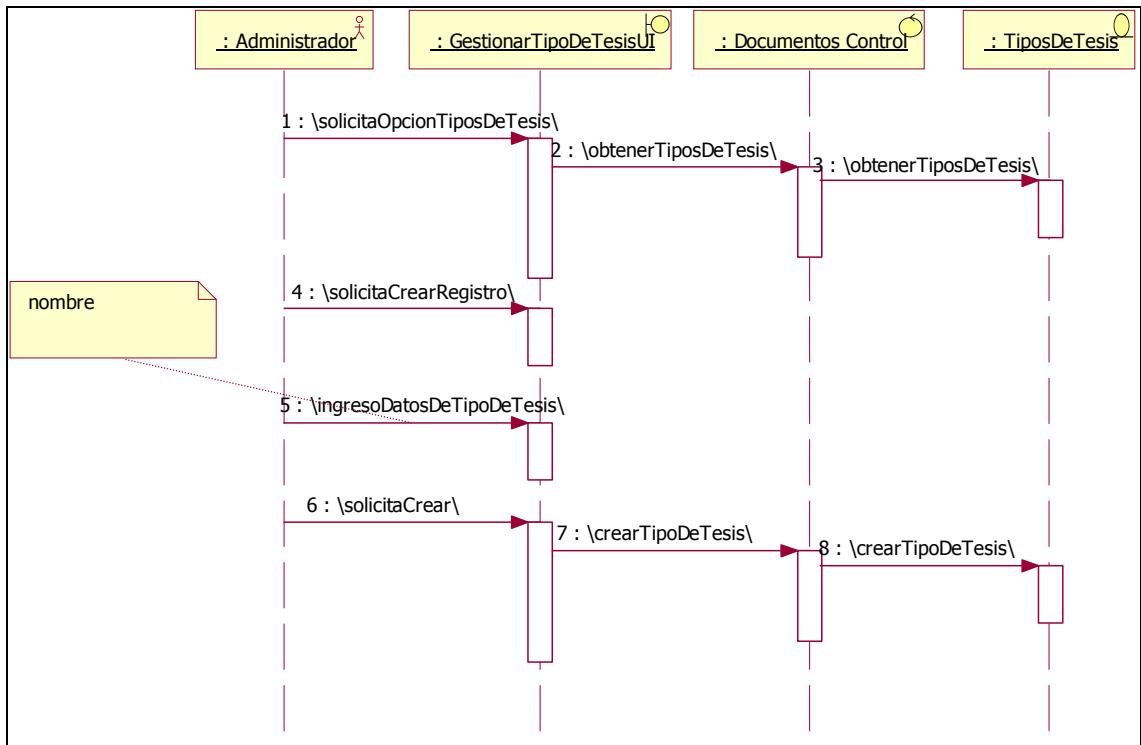 : Administrador
: GestionarTipoDeTesisUI
: Documentos Control
: TiposDeTesis
1 : \solicitaOpcionTiposDeTesis\
2 : \obtenerTiposDeTesis\
3 : \obtenerTiposDeTesis\
4 : \solicitaCrearRegistro\
nombre
5 : \ingresoDatosDeTipoDeTesis\
6 : \solicitaCrear\
7 : \crearTipoDeTesis\
8 : \crearTipoDeTesis\